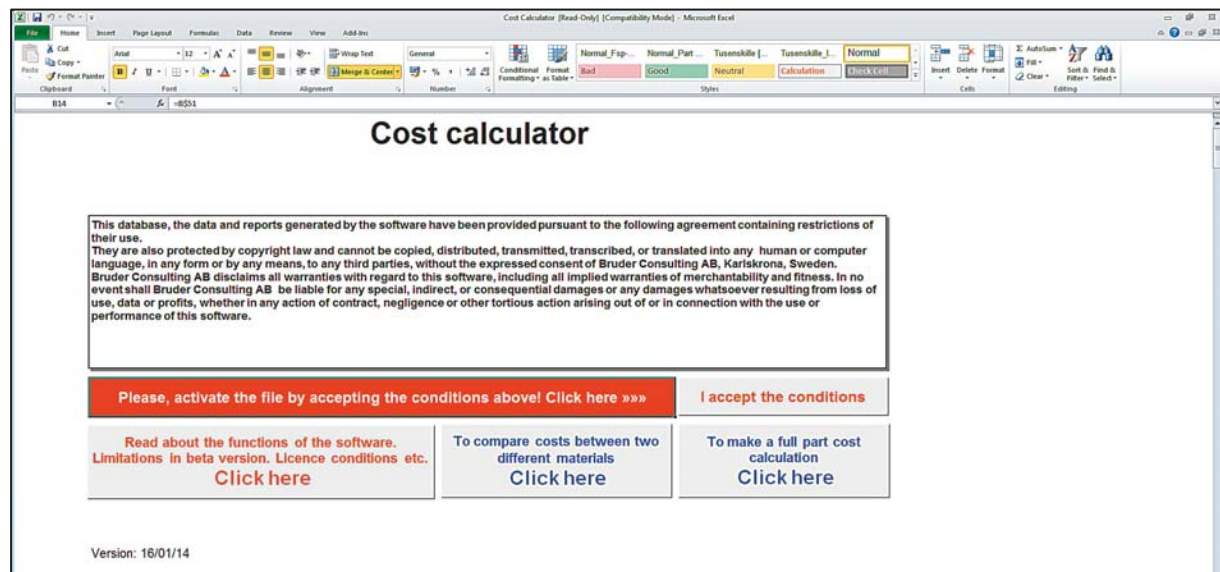 Cost Calculator [Read-Only] [Compatibility Mode] - Microsoft Excel
File Home Insert Page Layout Formulas Data Review View Add-Ins
Cut
Copy
Format Painter
Paste
Clipboard
Arial 12
Font
Wrap Text
Merge & Center
Alignment
General
Number
Conditional Formatting
Format as Table
Normal_Fsp-... Normal_Part ... Tusenskille [... Tusenskille_I... Normal
Bad Good Neutral Calculation Check Cell
Styles
Insert Delete Format
Cells
Σ AutoSum
Fill
Clear
Sort & Filter
Find & Select
Editing
B14 fx =B$51
Cost calculator
This database, the data and reports generated by the software have been provided pursuant to the following agreement containing restrictions of
their use.
They are also protected by copyright law and cannot be copied, distributed, transmitted, transcribed, or translated into any human or computer
language, in any form or by any means, to any third parties, without the expressed consent of Bruder Consulting AB, Karlskrona, Sweden.
Bruder Consulting AB disclaims all warranties with regard to this software, including all implied warranties of merchantability and fitness. In no
event shall Bruder Consulting AB be liable for any special, indirect, or consequential damages or any damages whatsoever resulting from loss of
use, data or profits, whether in any action of contract, negligence or other tortious action arising out of or in connection with the use or
performance of this software.
Please, activate the file by accepting the conditions above! Click here »»»
I accept the conditions
Read about the functions of the software.
Limitations in beta version. Licence conditions etc.
Click here
To compare costs between two
different materials
Click here
To make a full part cost
calculation
Click here
Version: 16/01/14